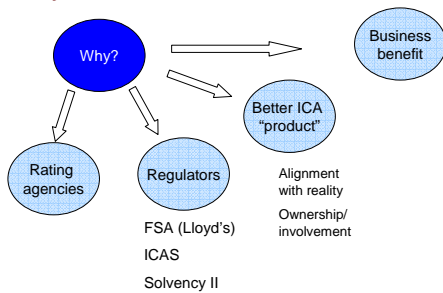 Why?
Business
benefit
Better ICA
“product”
Rating
agencies
Regulators
Alignment
with reality
Ownership/
involvement
FSA (Lloyd's)
ICAS
Solvency II